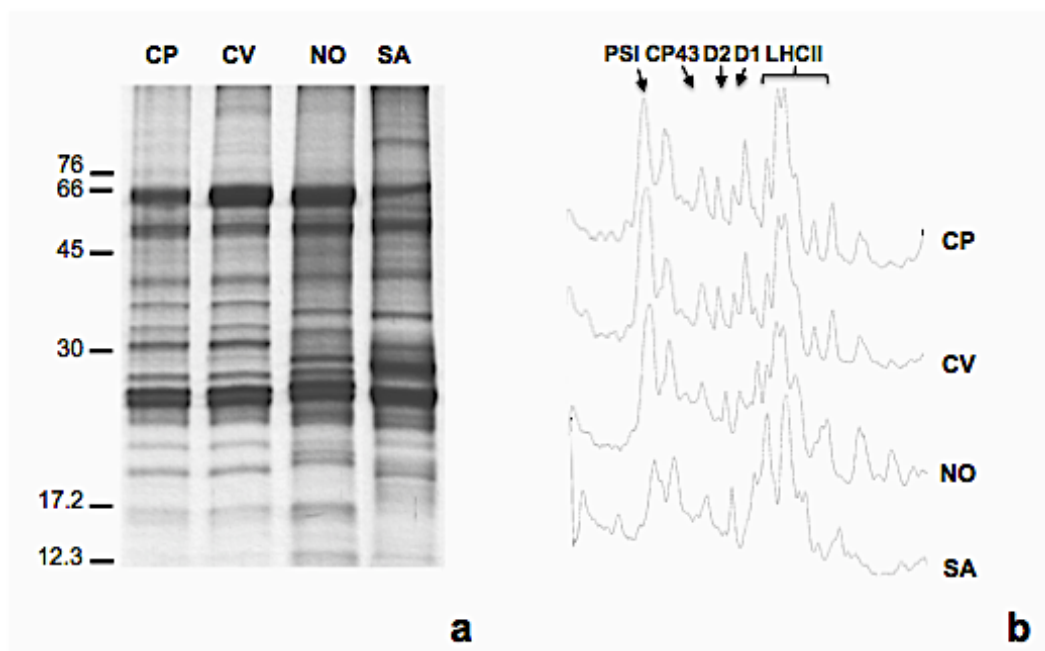 CP CV NO SA
76
66
45
30
17.2
12.3
a
PSI CP43 D2 D1 LHCII
CP
CV
NO
SA
b